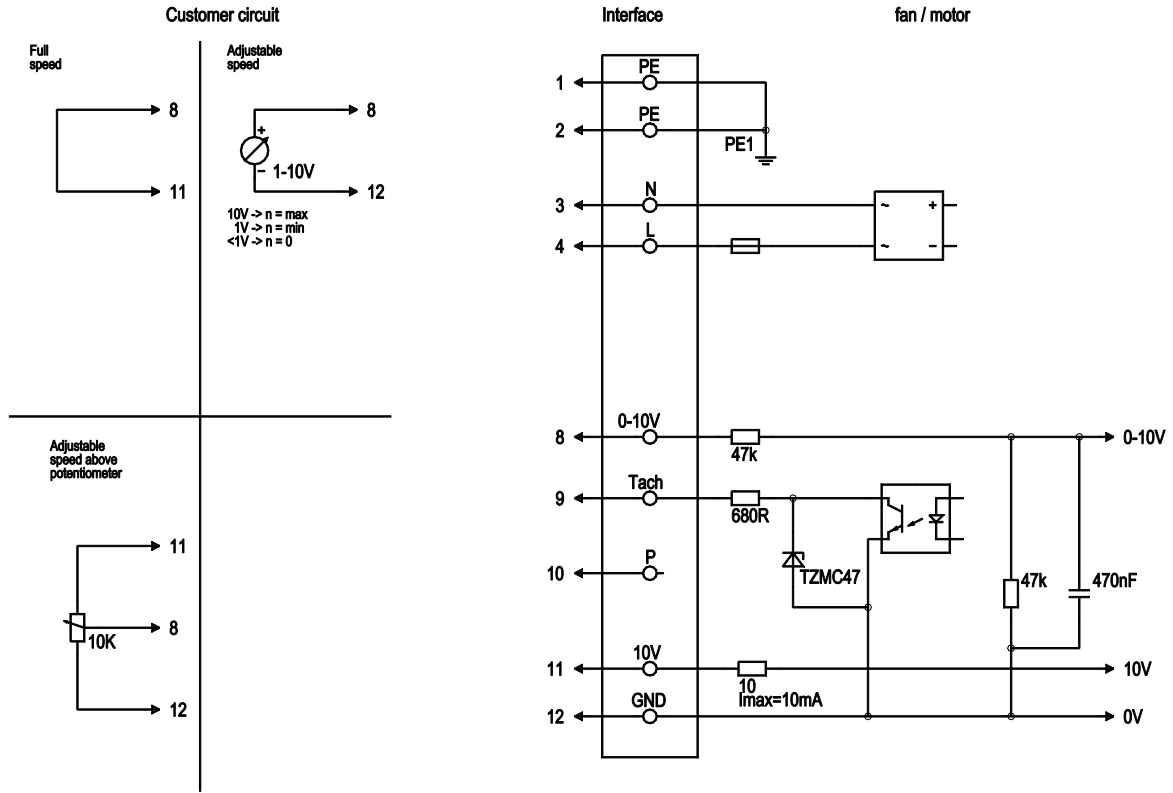 Customer circuit
Full
speed
8
11
Adjustable
speed
8
+
–
1-10V
12
10V -> n = max
1V -> n = min
<1V -> n = 0
Adjustable
speed above
potentiometer
11
8
10K
12
Interface
fan / motor
1
PE
2
PE
PE1
3
N
~
+
4
L
~
–
8
0-10V
47k
0-10V
9
Tach
680R
10
P
TZMC47
47k
470nF
11
10V
10
Imax=10mA
10V
12
GND
0V